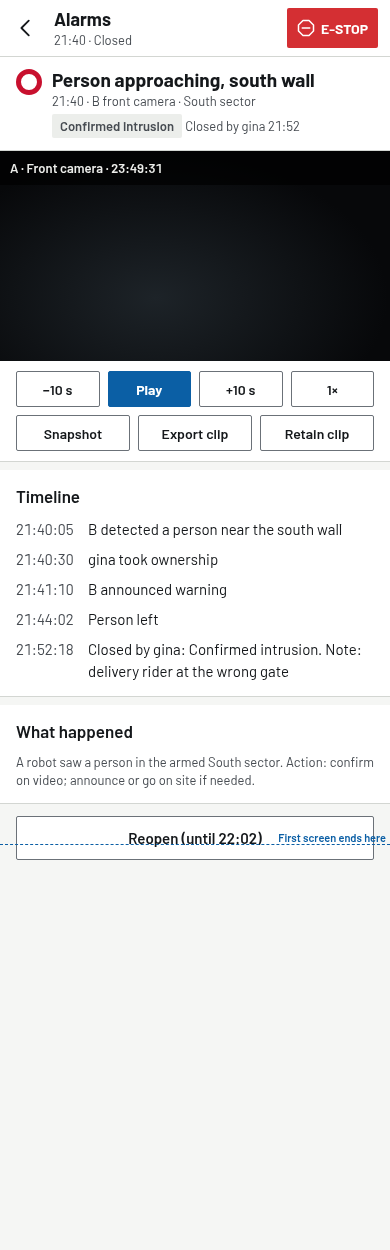 Alarms
21:40 · Closed
E-STOP
Person approaching, south wall
21:40 · B front camera · South sector
Confirmed intrusion Closed by gina 21:52
A · Front camera · 23:49:31
−10 s Play +10 s 1×
Snapshot Export clip Retain clip
Timeline
21:40:05 B detected a person near the south wall
21:40:30 gina took ownership
21:41:10 B announced warning
21:44:02 Person left
21:52:18 Closed by gina: Confirmed intrusion. Note:
delivery rider at the wrong gate
What happened
A robot saw a person in the armed South sector. Action: confirm
on video; announce or go on site if needed.
Reopen (until 22:02) First screen ends here